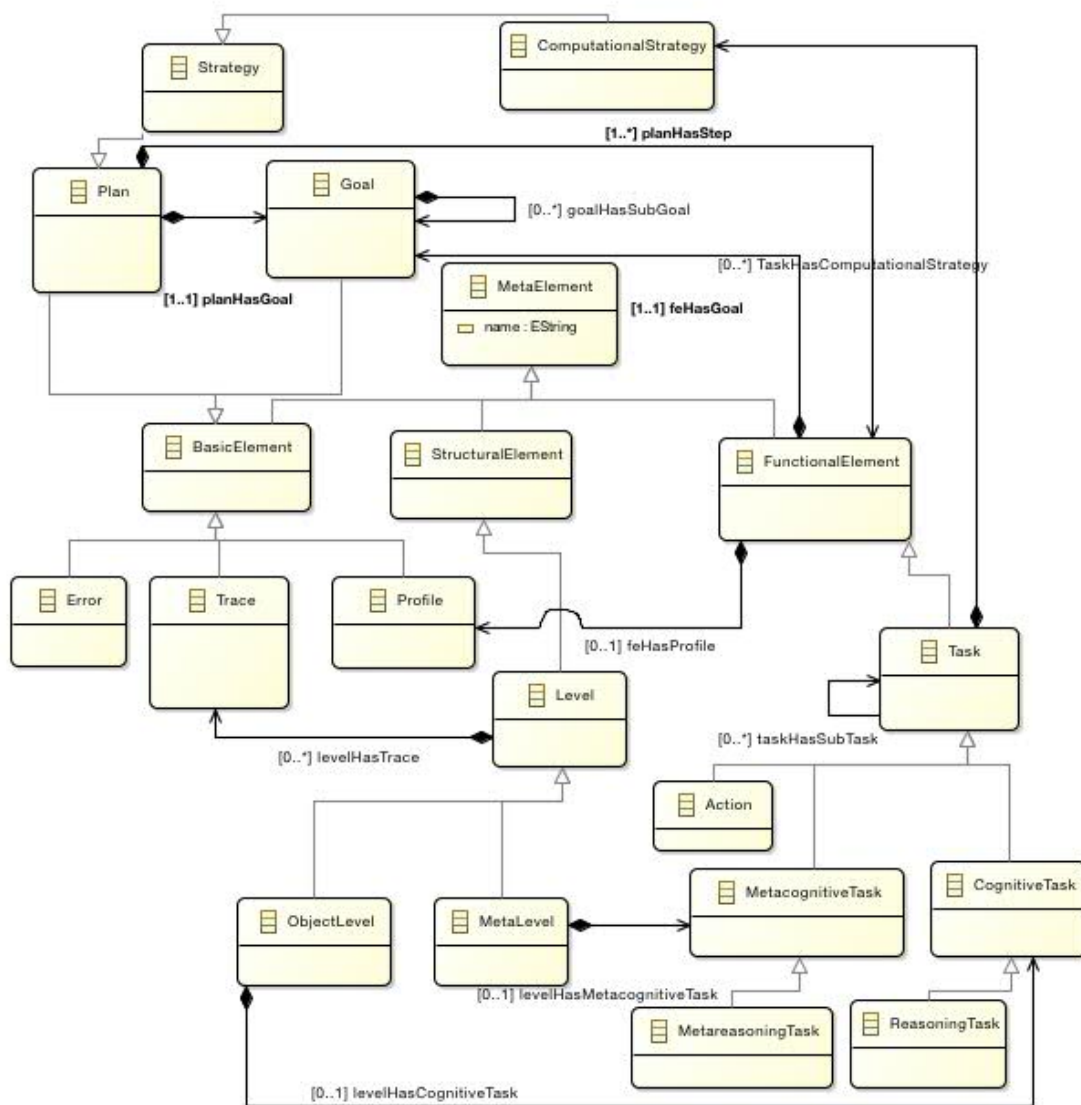 ComputationalStrategy
Strategy
[1..*] planHasStep
Plan
Goal
[0..*] goalHasSubGoal
[0..*] TaskHasComputationalStrategy
MetaElement
[1..1] planHasGoal
[1..1] feHasGoal
name : EString
BasicElement
StructuralElement
FunctionalElement
Error
Trace
Profile
[0..1] feHasProfile
Task
Level
[0..*] levelHasTrace
[0..*] taskHasSubTask
Action
ObjectLevel
MetaLevel
MetacognitiveTask
CognitiveTask
[0..1] levelHasMetacognitiveTask
MetareasoningTask
ReasoningTask
[0..1] levelHasCognitiveTask